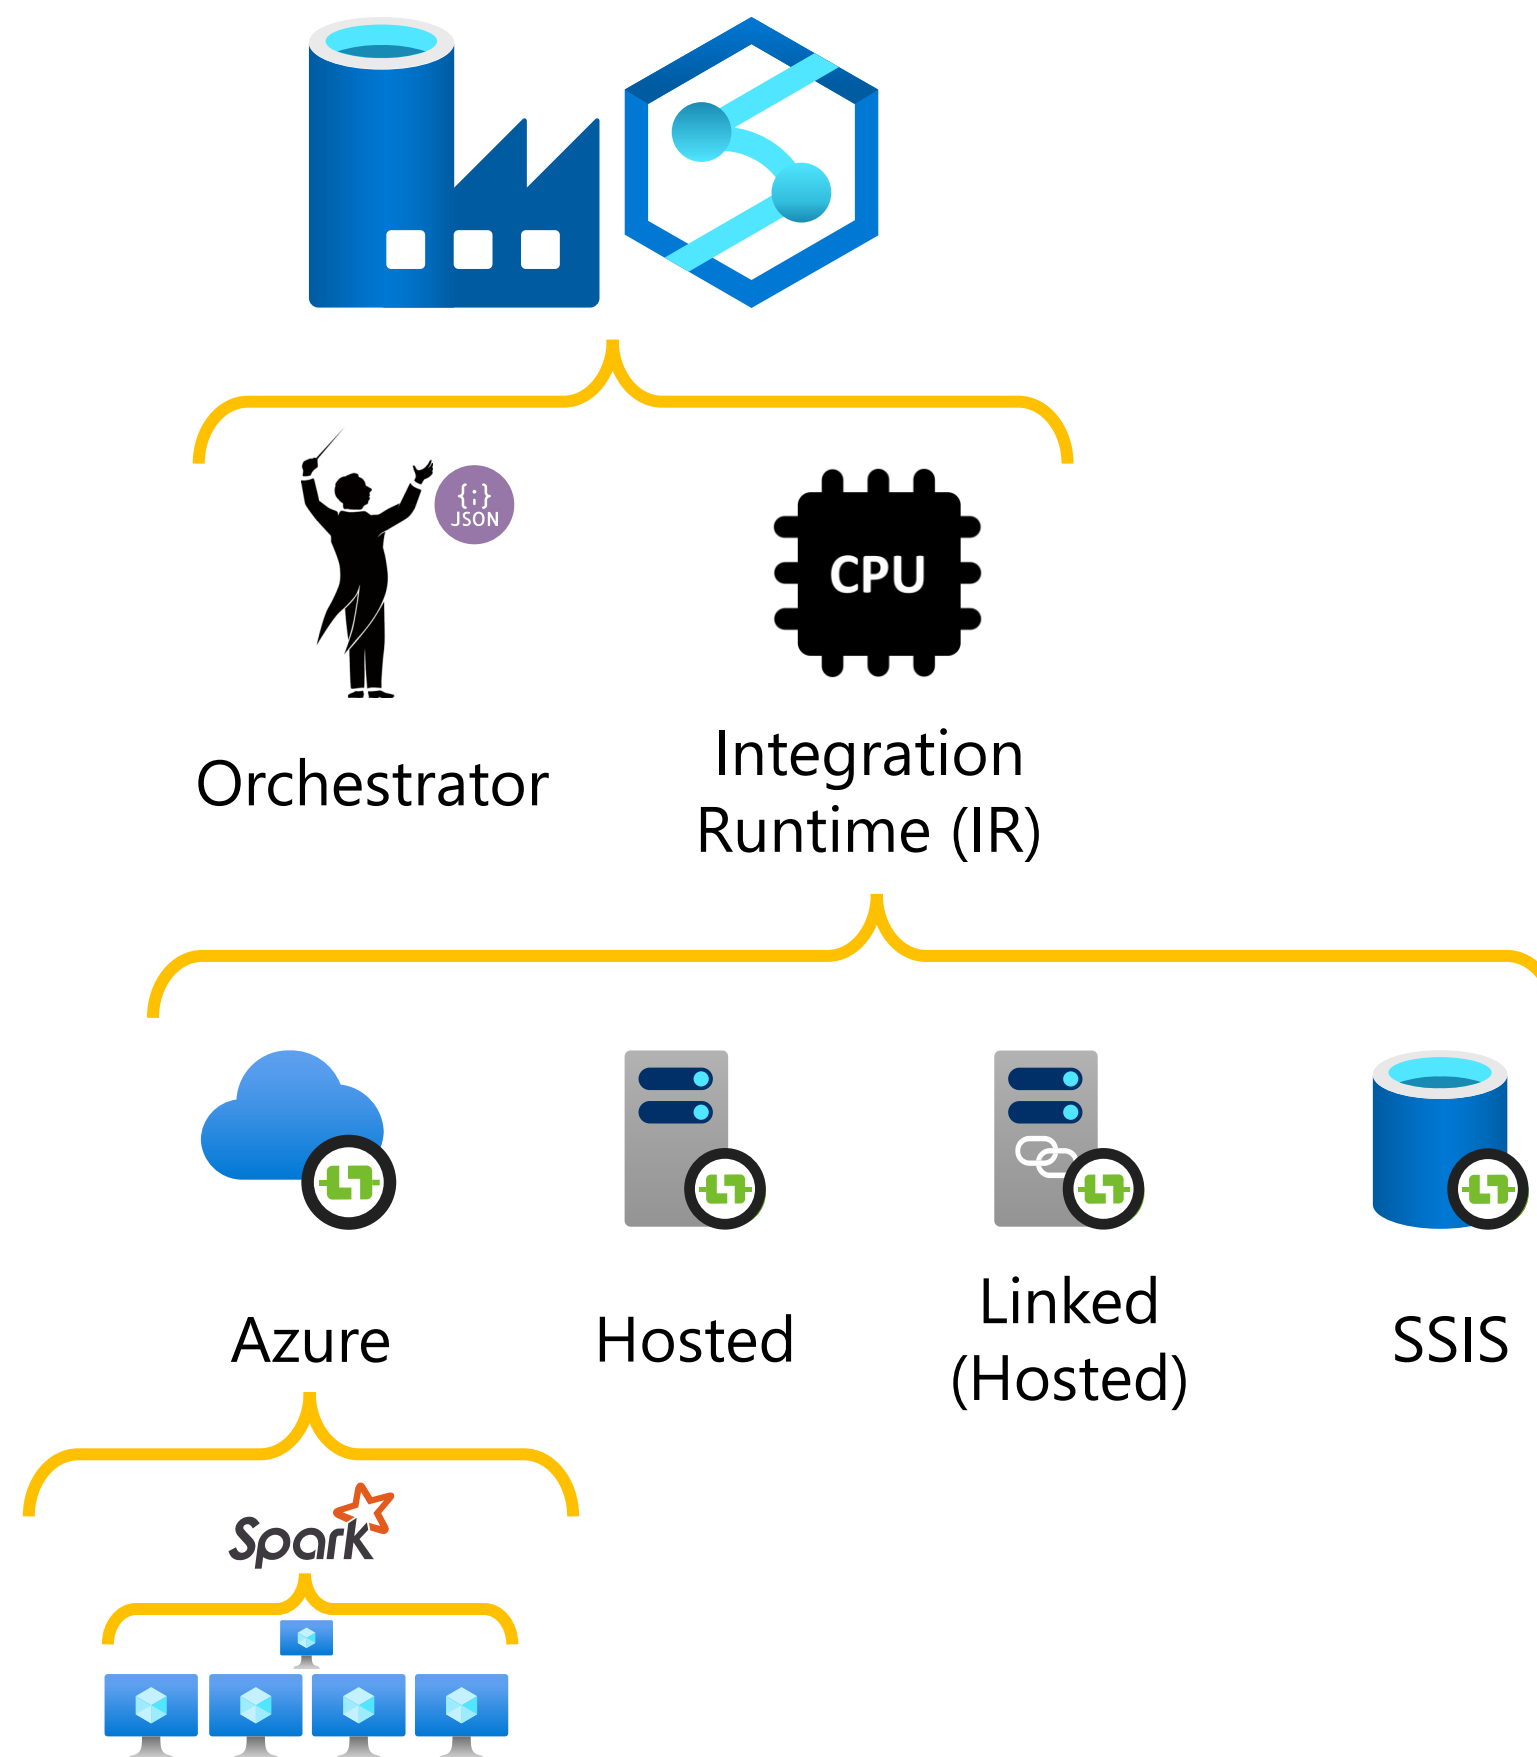 {;}
JSON
CPU
Orchestrator
Integration
Runtime (IR)
Azure
Hosted
Linked
(Hosted)
SSIS
Spark